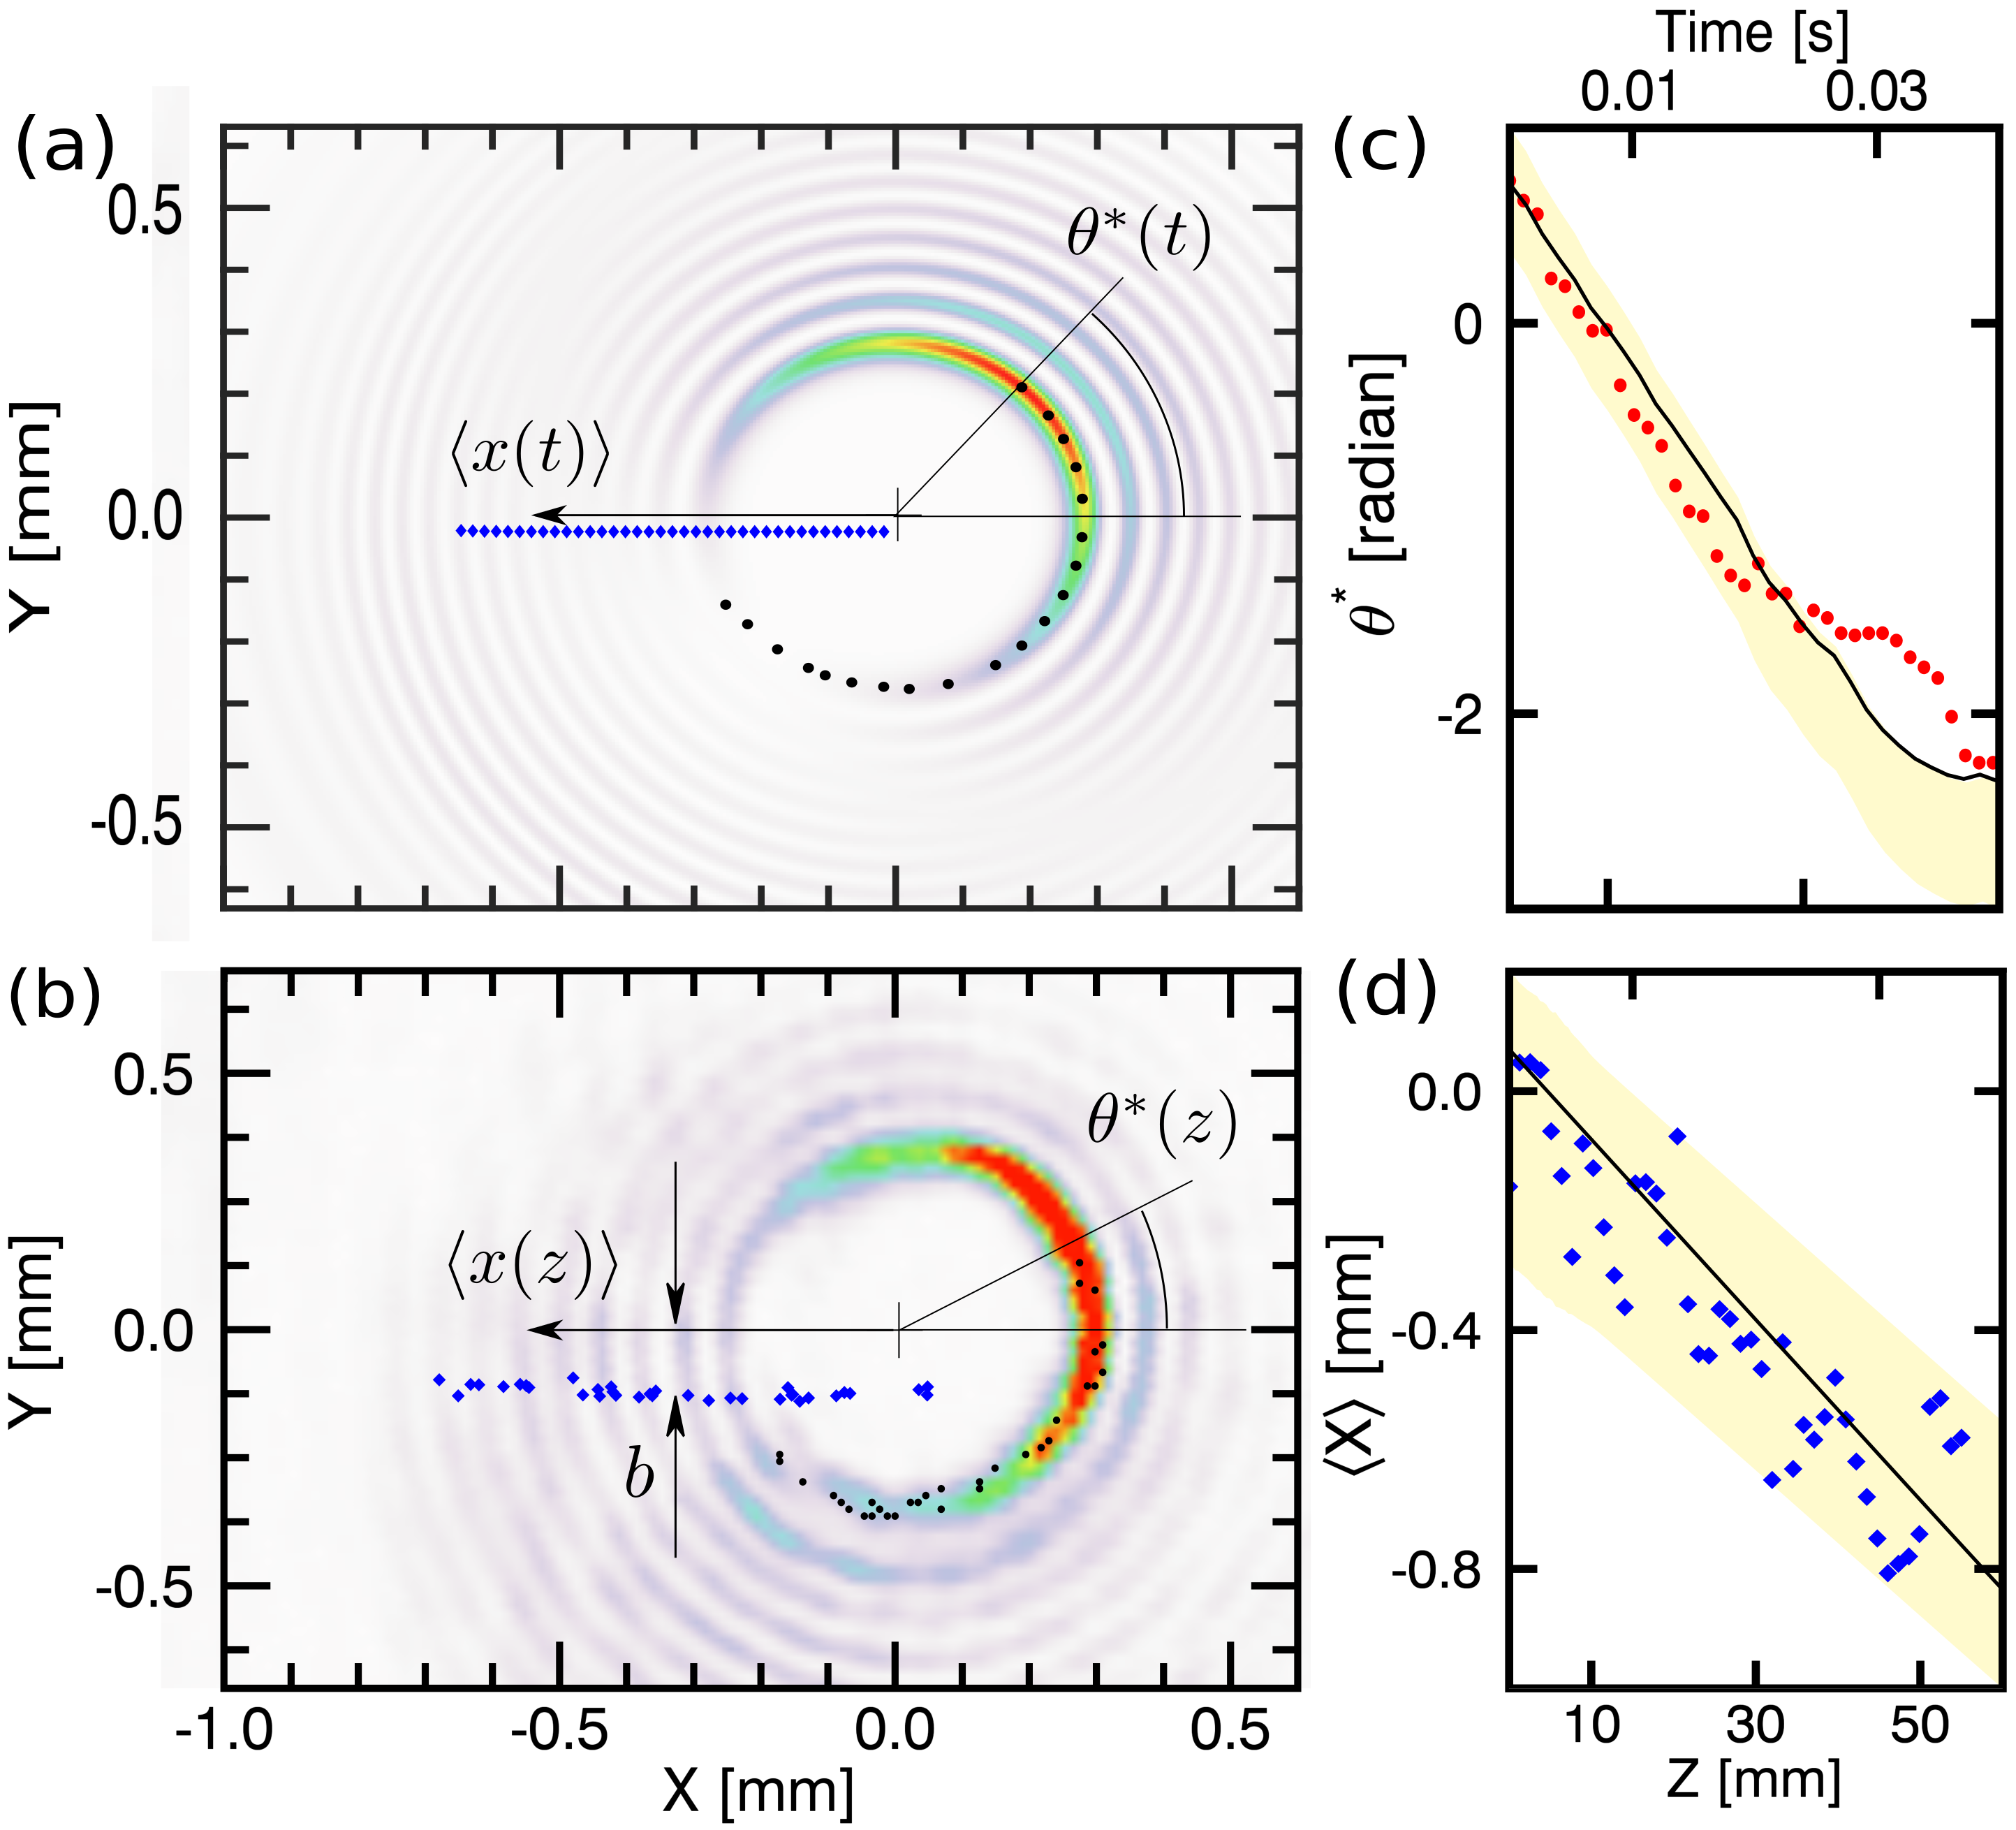 (a)
0.5
0.0
-0.5
Y [mm]
⟨x(t)⟩
θ*(t)
(b)
0.5
0.0
-0.5
Y [mm]
⟨x(z)⟩
θ*(z)
b
-1.0 -0.5 0.0 0.5
X [mm]
Time [s]
0.01 0.03
(c)
0
-2
θ* [radian]
(d)
0.0
-0.4
-0.8
⟨X⟩ [mm]
10 30 50
Z [mm]